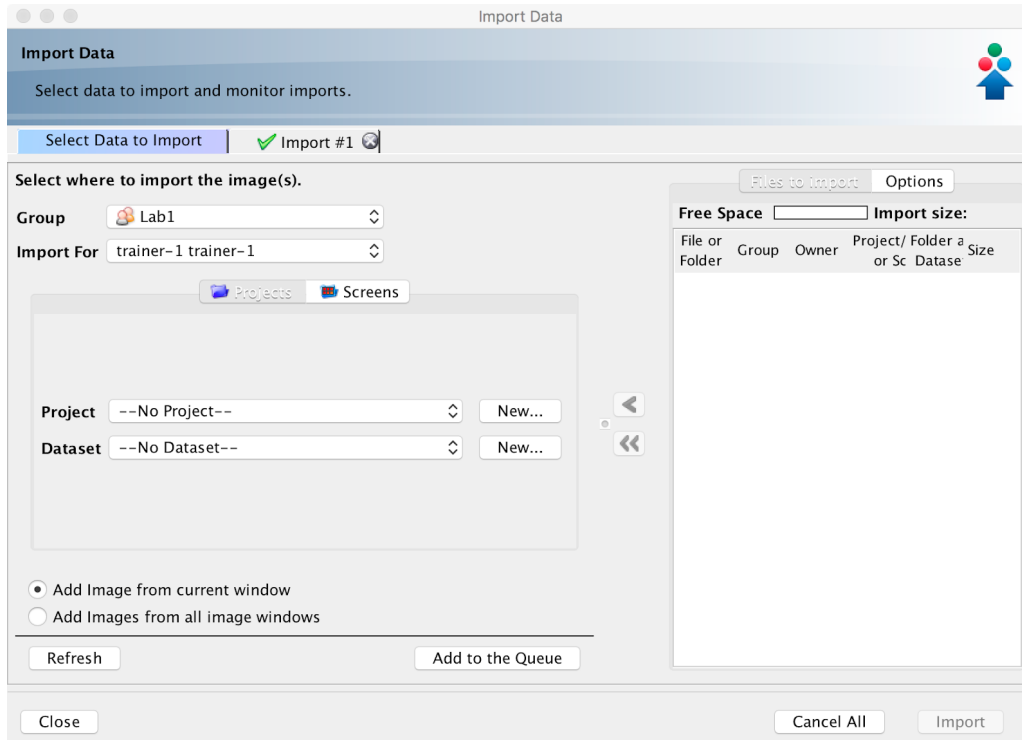 Import Data
Import Data
Select data to import and monitor imports.
Select Data to Import
Import #1
Select where to import the image(s).
Group Lab1
Import For trainer-1 trainer-1
Projects Screens
Project --No Project-- New...
Dataset --No Dataset-- New...
Add Image from current window
Add Images from all image windows
Refresh Add to the Queue
Files to import Options
Free Space Import size:
File or Folder Group Owner Project/ or Sc Folder a Datase Size
Close Cancel All Import